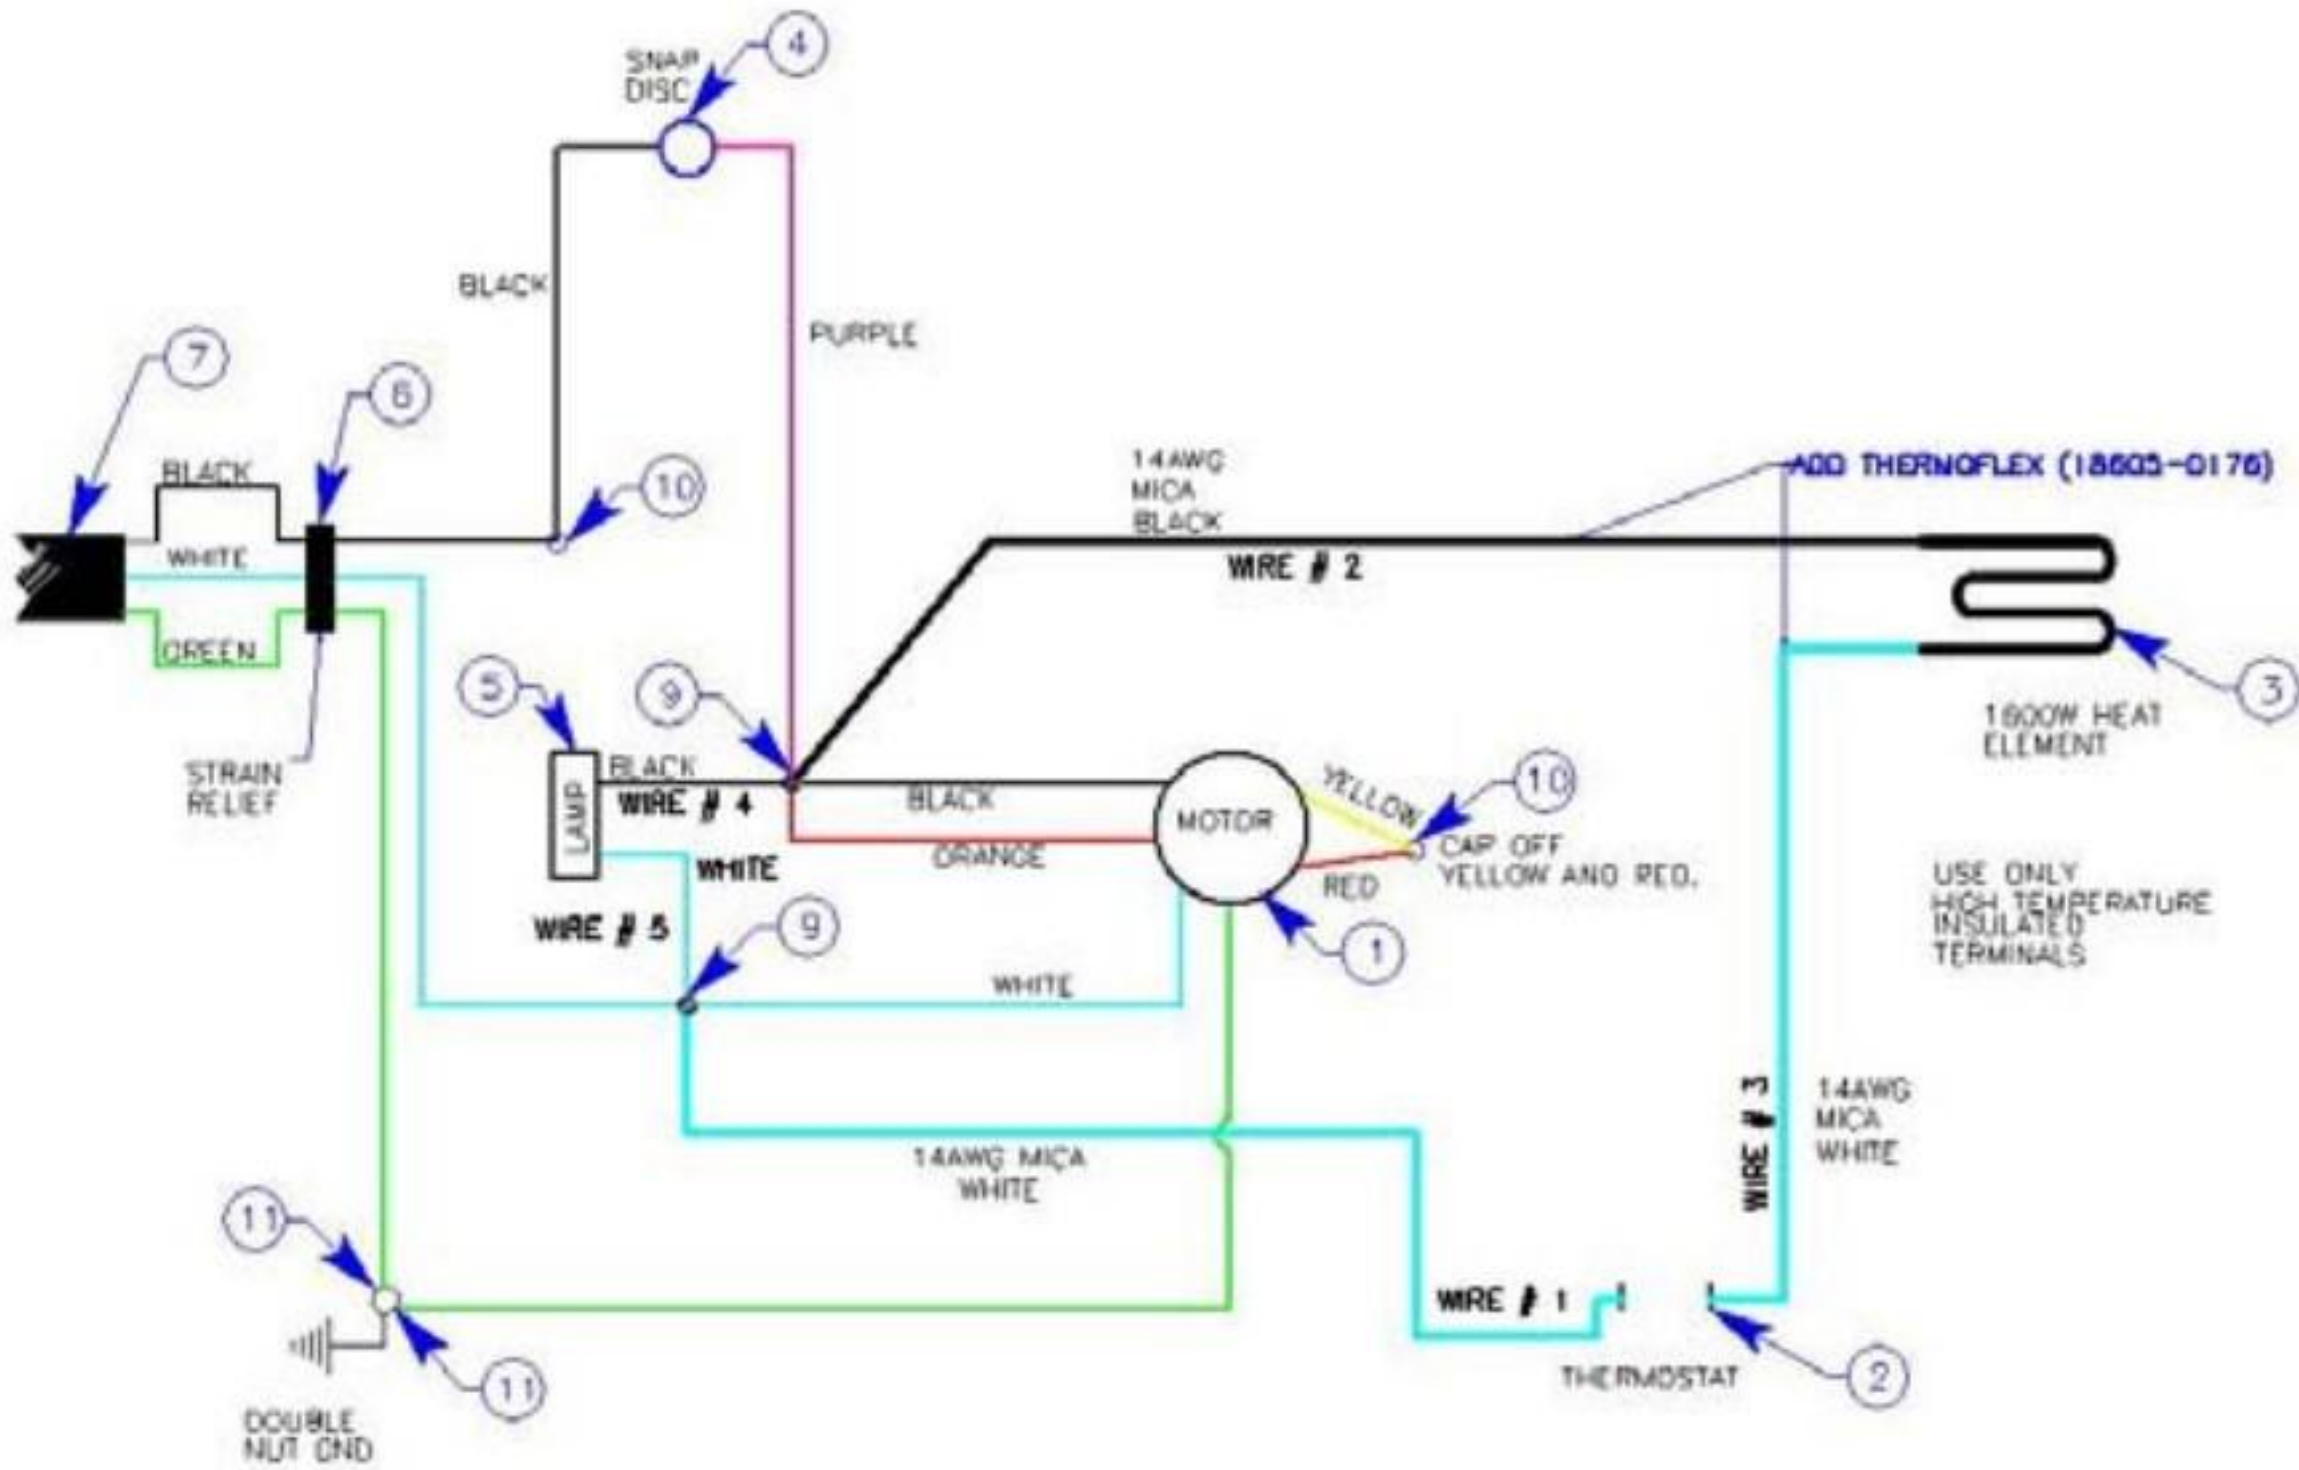 4
SNAP
DISC
BLACK
PURPLE
7
6
BLACK
10
14AWG
MICA
BLACK
ADD THERMOFLEX (18605-0176)
WHITE
WIRE # 2
GREEN
5
9
3
STRAIN
RELIEF
BLACK
WIRE # 4
LAMP
BLACK
MOTOR
YELLOW
10
1600W HEAT
ELEMENT
CAP OFF
YELLOW AND RED.
ORANGE
WHITE
RED
WIRE # 5
9
1
USE ONLY
HIGH TEMPERATURE
INSULATED
TERMINALS
WHITE
WIRE # 3
14AWG
MICA
WHITE
14AWG MICA
WHITE
11
WIRE # 1
THERMOSTAT
2
11
DOUBLE
NUT GND